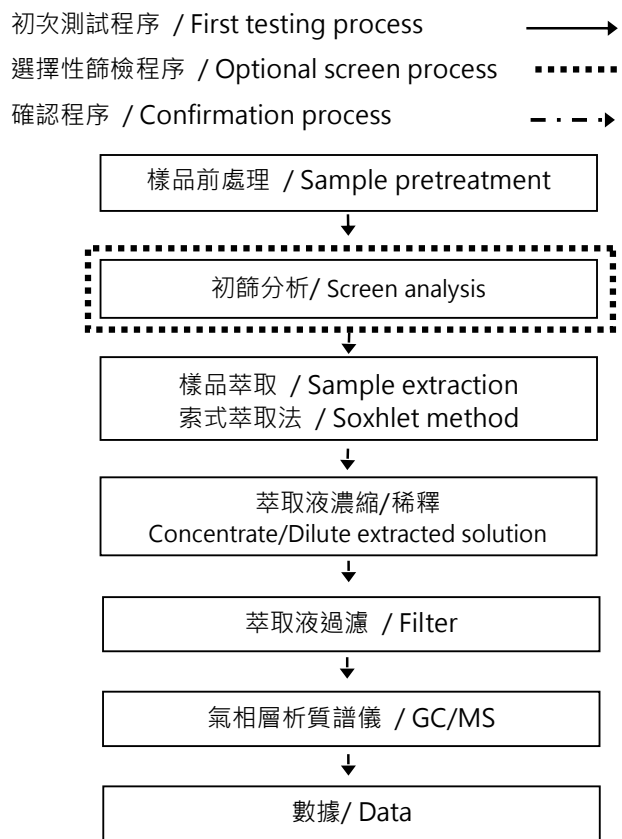 初次測試程序 / First testing process
選擇性篩檢程序 / Optional screen process
確認程序 / Confirmation process
樣品前處理 / Sample pretreatment
初篩分析/ Screen analysis
樣品萃取 / Sample extraction
索式萃取法 / Soxhlet method
萃取液濃縮/稀釋
Concentrate/Dilute extracted solution
萃取液過濾 / Filter
氣相層析質譜儀 / GC/MS
數據/ Data